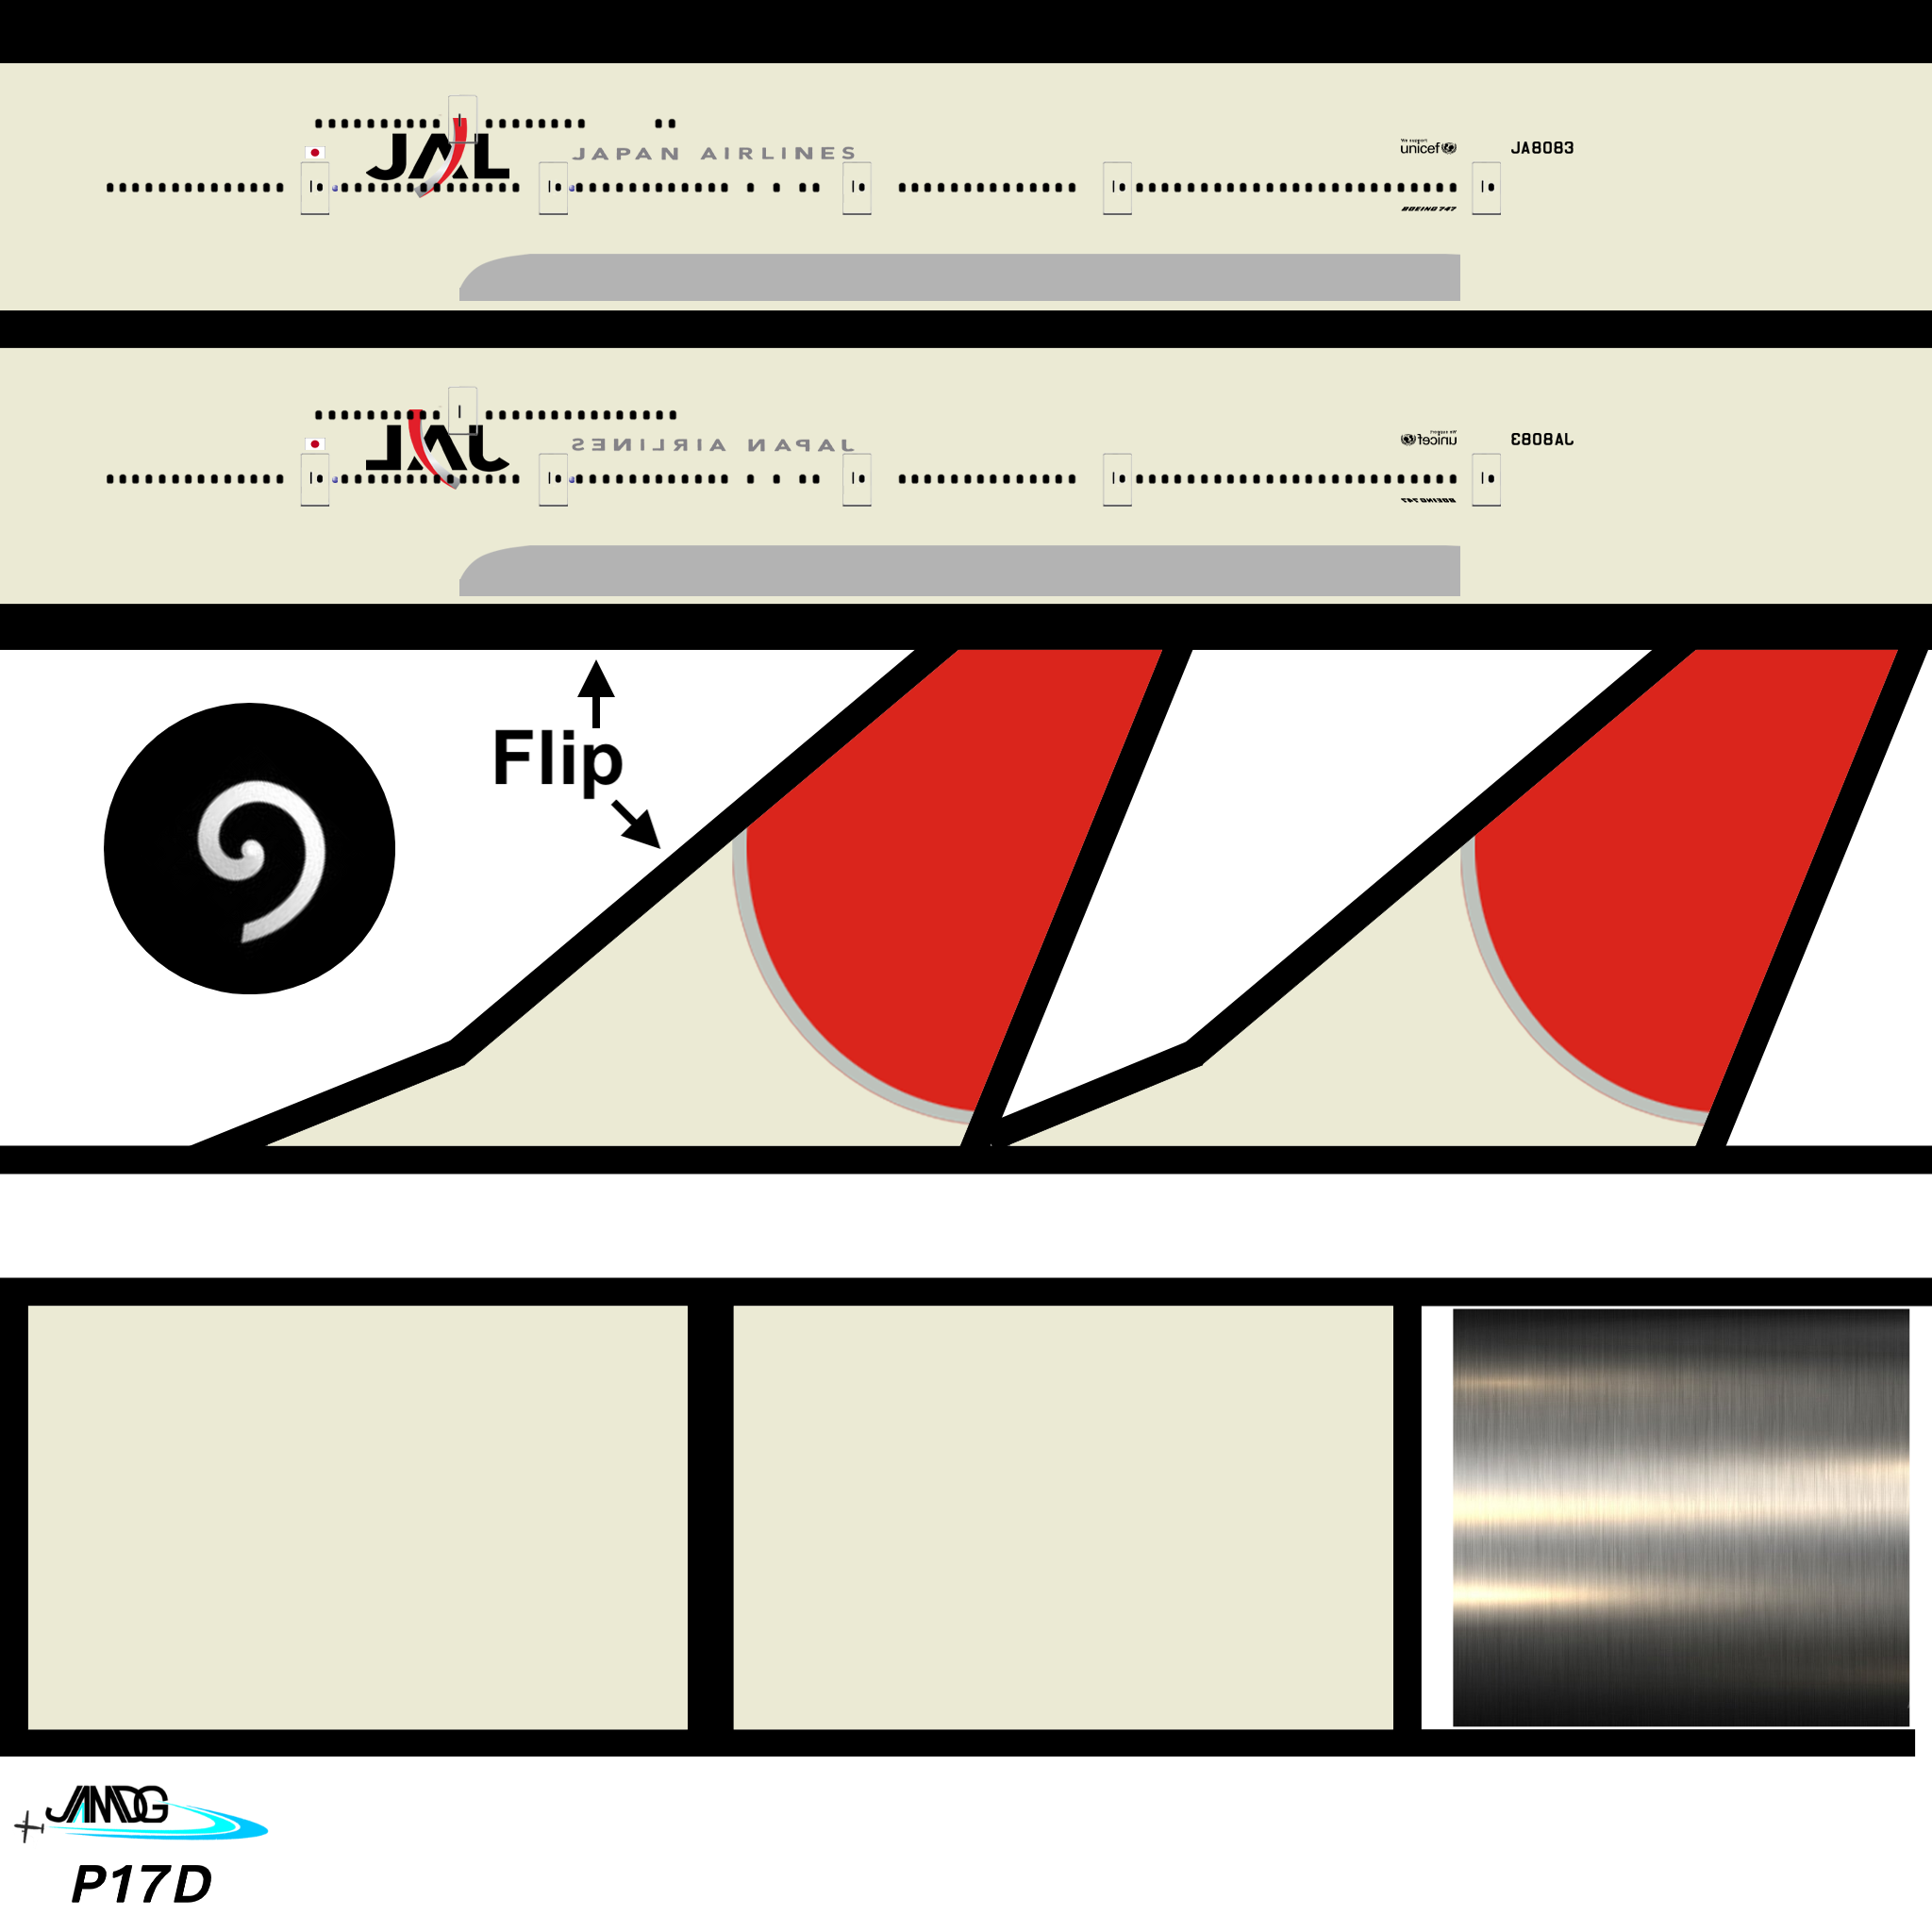 JAL
JAPAN AIRLINES
We support
unicef
JA8083
BOEING 747
JAL
JAPAN AIRLINES
We support
unicef
JA8083
BOEING 747
Flip
JAMDG
P17D